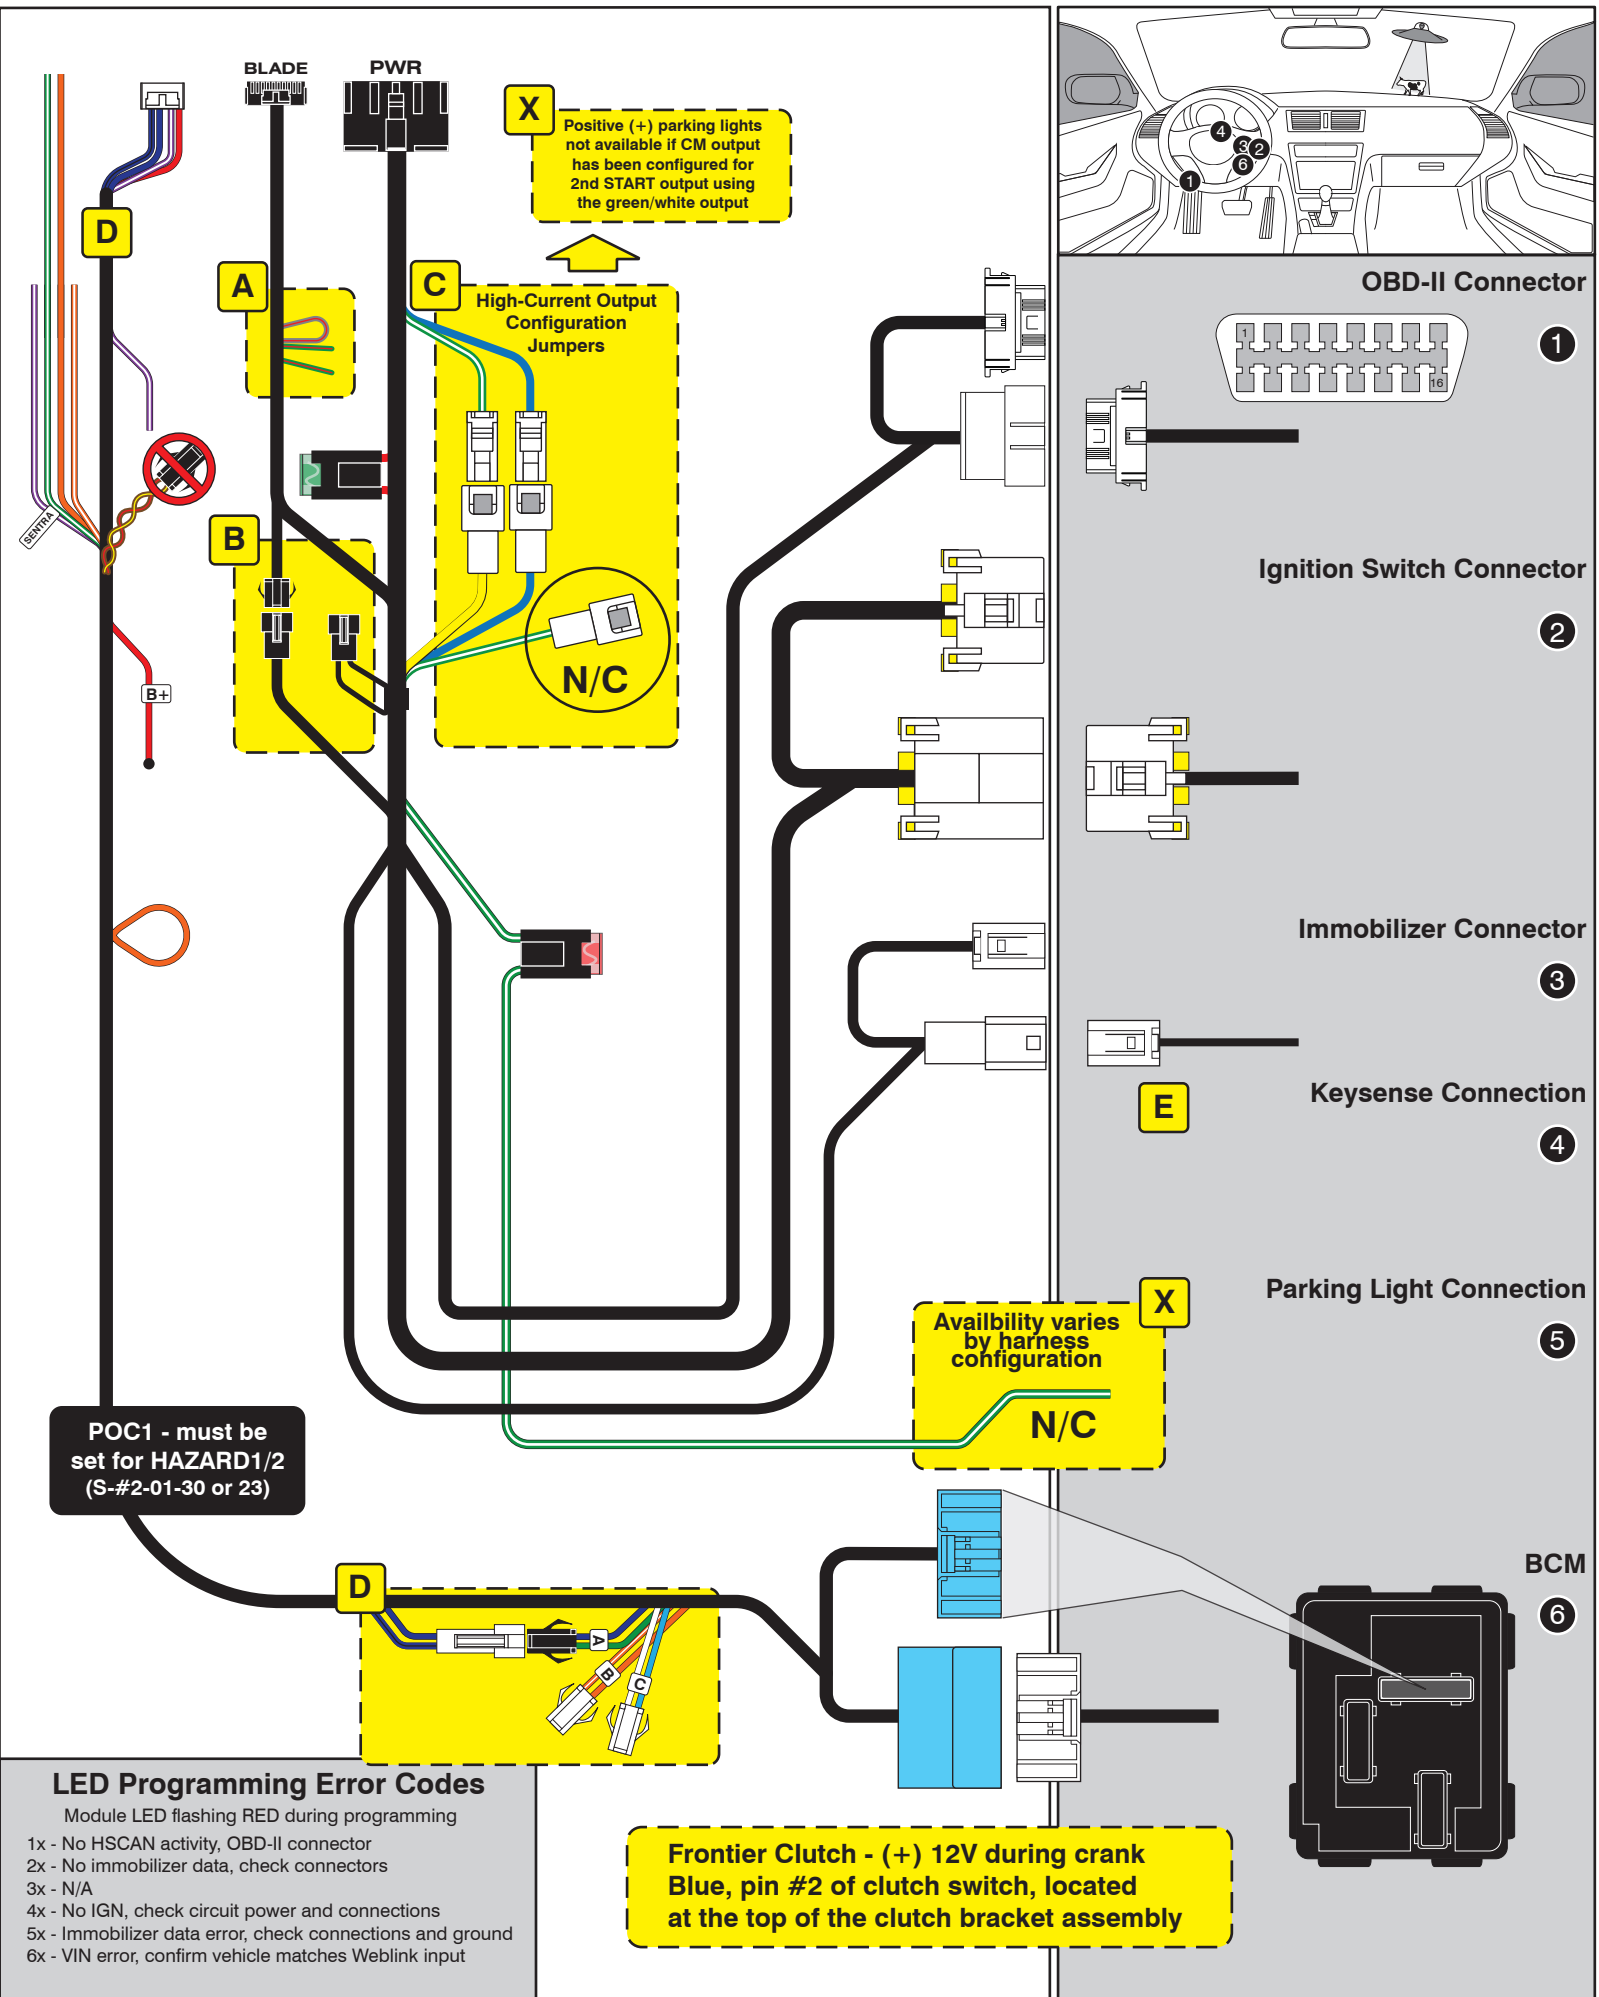 BLADE
PWR
X
Positive (+) parking lights
not available if CM output
has been configured for
2nd START output using
the green/white output
4
3
2
6
1
D
A
C
High-Current Output
Configuration
Jumpers
OBD-II Connector
1
1
16
SENTRA
B
Ignition Switch Connector
2
N/C
B+
Immobilizer Connector
3
Keysense Connection
E
4
Parking Light Connection
X
5
Availbility varies
by harness
configuration
N/C
POC1 - must be
set for HAZARD1/2
(S-#2-01-30 or 23)
BCM
6
D
A
B
C
LED Programming Error Codes
Module LED flashing RED during programming
1x - No HSCAN activity, OBD-II connector
2x - No immobilizer data, check connectors
3x - N/A
4x - No IGN, check circuit power and connections
5x - Immobilizer data error, check connections and ground
6x - VIN error, confirm vehicle matches Weblink input
Frontier Clutch - (+) 12V during crank
Blue, pin #2 of clutch switch, located
at the top of the clutch bracket assembly